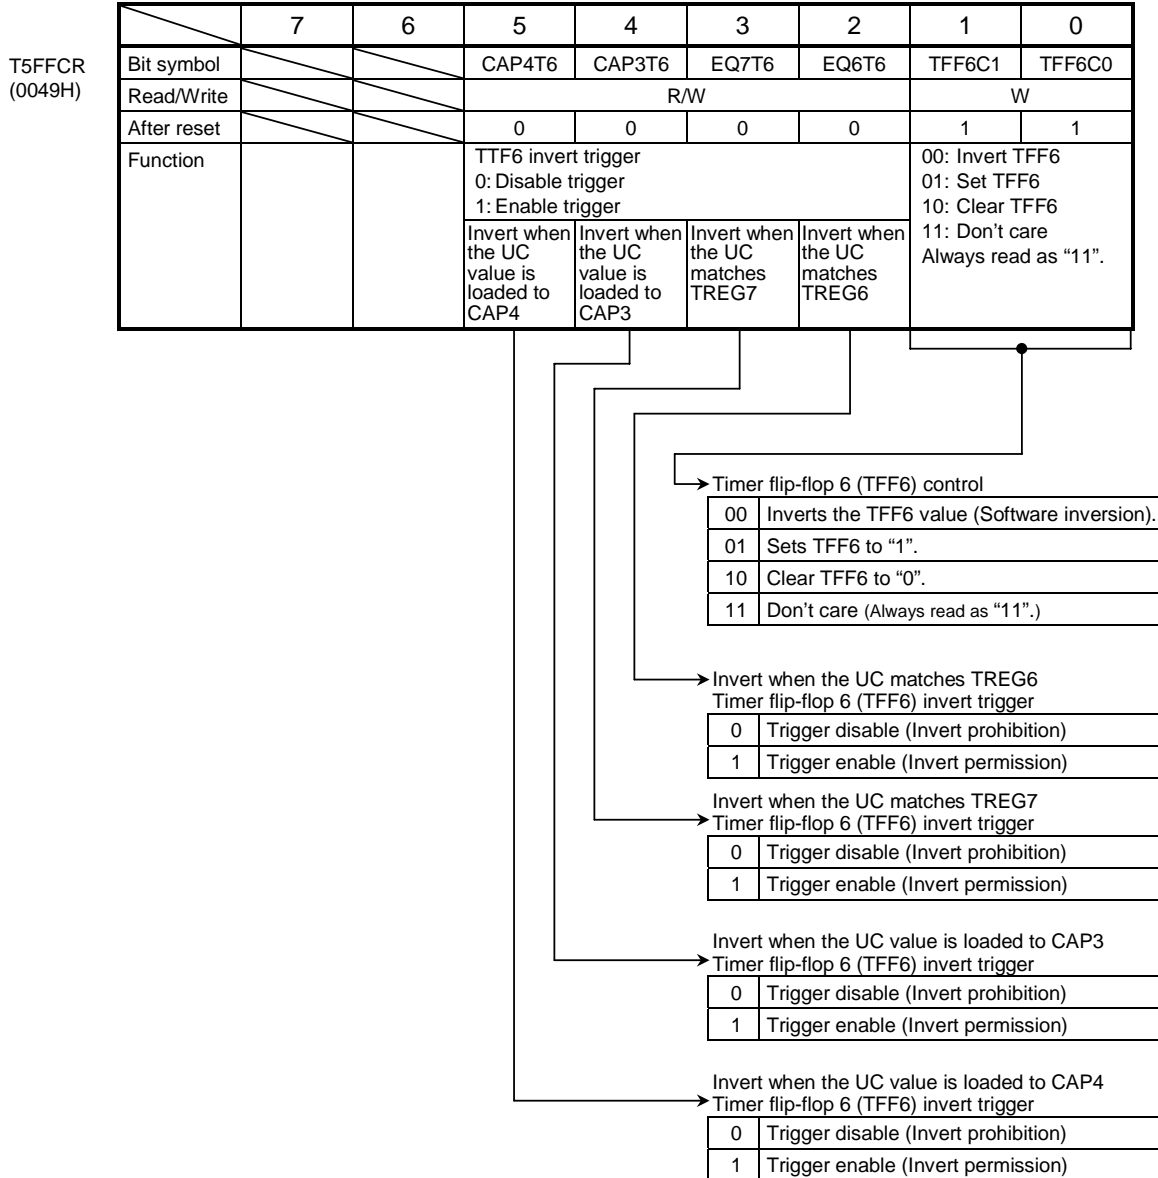 7 6 5 4 3 2 1 0
T5FFCR
(0049H)
Bit symbol CAP4T6 CAP3T6 EQ7T6 EQ6T6 TFF6C1 TFF6C0
Read/Write R/W W
After reset 0 0 0 0 1 1
Function
TTF6 invert trigger
0: Disable trigger
1: Enable trigger
Invert when
the UC
value is
loaded to
CAP4
Invert when
the UC
value is
loaded to
CAP3
Invert when
the UC
matches
TREG7
Invert when
the UC
matches
TREG6
00: Invert TFF6
01: Set TFF6
10: Clear TFF6
11: Don't care
Always read as “11”.
Timer flip-flop 6 (TFF6) control
00 Inverts the TFF6 value (Software inversion).
01 Sets TFF6 to “1”.
10 Clear TFF6 to “0”.
11 Don't care (Always read as “11”.)
Invert when the UC matches TREG6
Timer flip-flop 6 (TFF6) invert trigger
0 Trigger disable (Invert prohibition)
1 Trigger enable (Invert permission)
Invert when the UC matches TREG7
Timer flip-flop 6 (TFF6) invert trigger
0 Trigger disable (Invert prohibition)
1 Trigger enable (Invert permission)
Invert when the UC value is loaded to CAP3
Timer flip-flop 6 (TFF6) invert trigger
0 Trigger disable (Invert prohibition)
1 Trigger enable (Invert permission)
Invert when the UC value is loaded to CAP4
Timer flip-flop 6 (TFF6) invert trigger
0 Trigger disable (Invert prohibition)
1 Trigger enable (Invert permission)